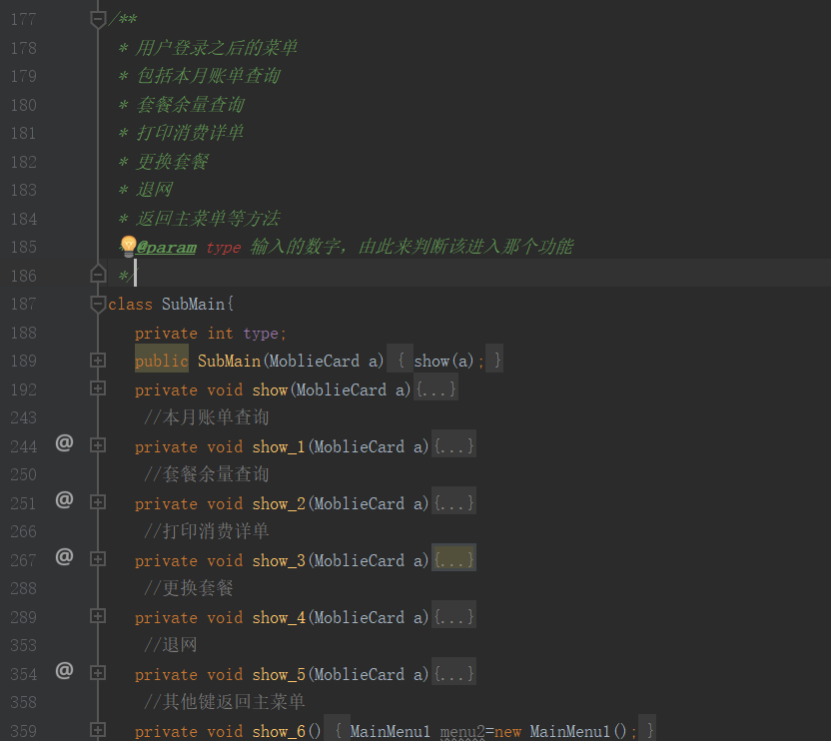 177 /**
178 * 用户登录之后的菜单
179 * 包括本月账单查询
180 * 套餐余量查询
181 * 打印消费详单
182 * 更换套餐
183 * 退网
184 * 返回主菜单等方法
185 * @param type 输入的数字，由此来判断该进入那个功能
186 */
187 class SubMain{
188 private int type;
189 public SubMain(MoblieCard a) { show(a); }
192 private void show(MoblieCard a){...}
243 //本月账单查询
244 @ private void show_1(MoblieCard a){...}
250 //套餐余量查询
251 @ private void show_2(MoblieCard a){...}
266 //打印消费详单
267 @ private void show_3(MoblieCard a){...}
288 //更换套餐
289 private void show_4(MoblieCard a){...}
353 //退网
354 @ private void show_5(MoblieCard a){...}
358 //其他键返回主菜单
359 private void show_6() { MainMenu1 menu2=new MainMenu1(); }